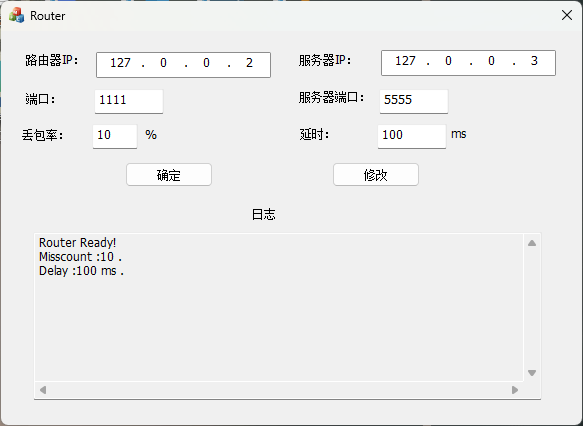 Router
路由器IP: 127 . 0 . 0 . 2 服务器IP: 127 . 0 . 0 . 3
端口: 1111 服务器端口: 5555
丢包率: 10 % 延时: 100 ms
确定 修改
日志
Router Ready!
Misscount :10 .
Delay :100 ms .